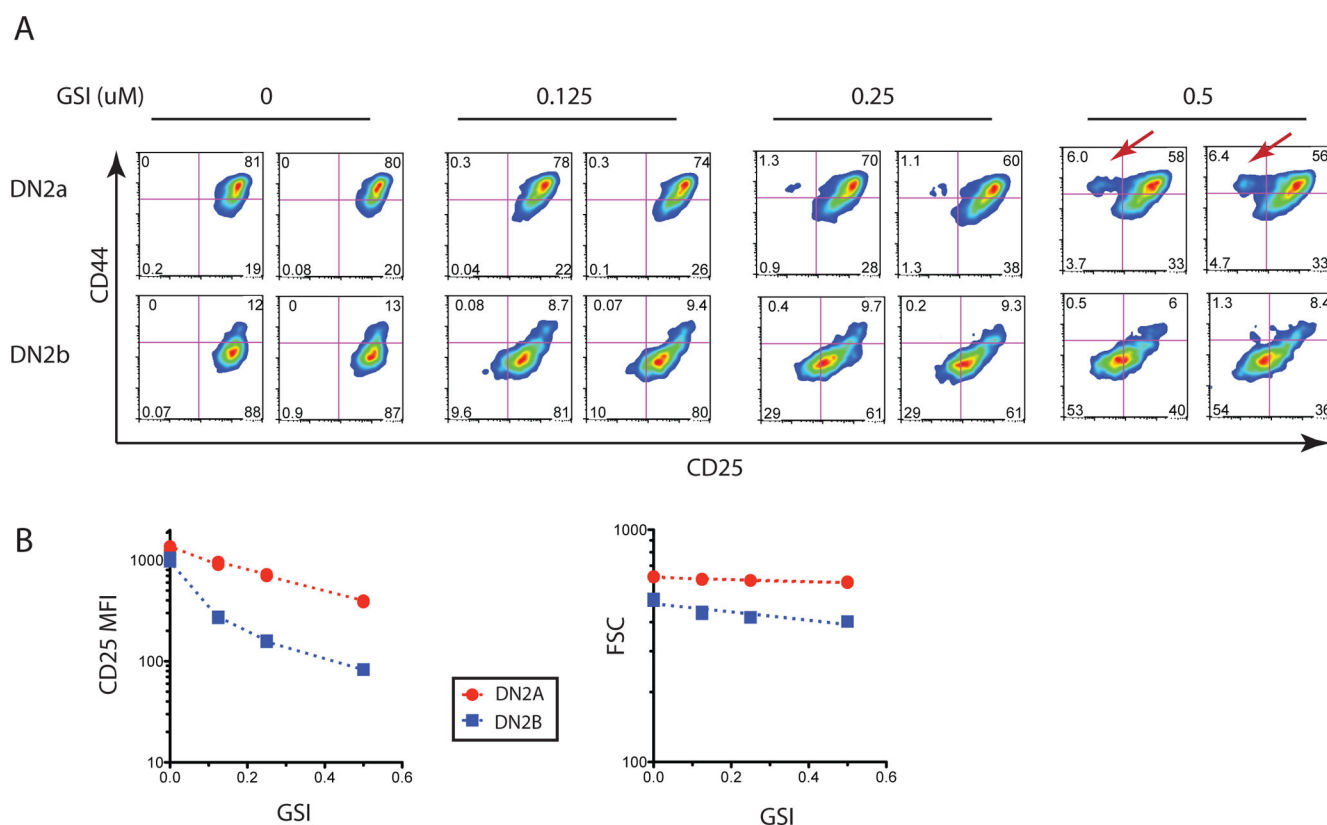 A
GSI (uM) 0 0.125 0.25 0.5
DN2a
0 81 0 80 0.3 78 0.3 74 1.3 70 1.1 60 6.0 58 6.4 56
0.2 19 0.08 20 0.04 22 0.1 26 0.9 28 1.3 38 3.7 33 4.7 33
CD44
DN2b
0 12 0 13 0.08 8.7 0.07 9.4 0.4 9.7 0.2 9.3 0.5 6 1.3 8.4
0.07 88 0.9 87 9.6 81 10 80 29 61 29 61 53 40 54 36
CD25
B
1000
100
10
CD25 MFI
0.0 0.2 0.4 0.6
GSI
DN2A
DN2B
1000
FSC
100
0.0 0.2 0.4 0.6
GSI